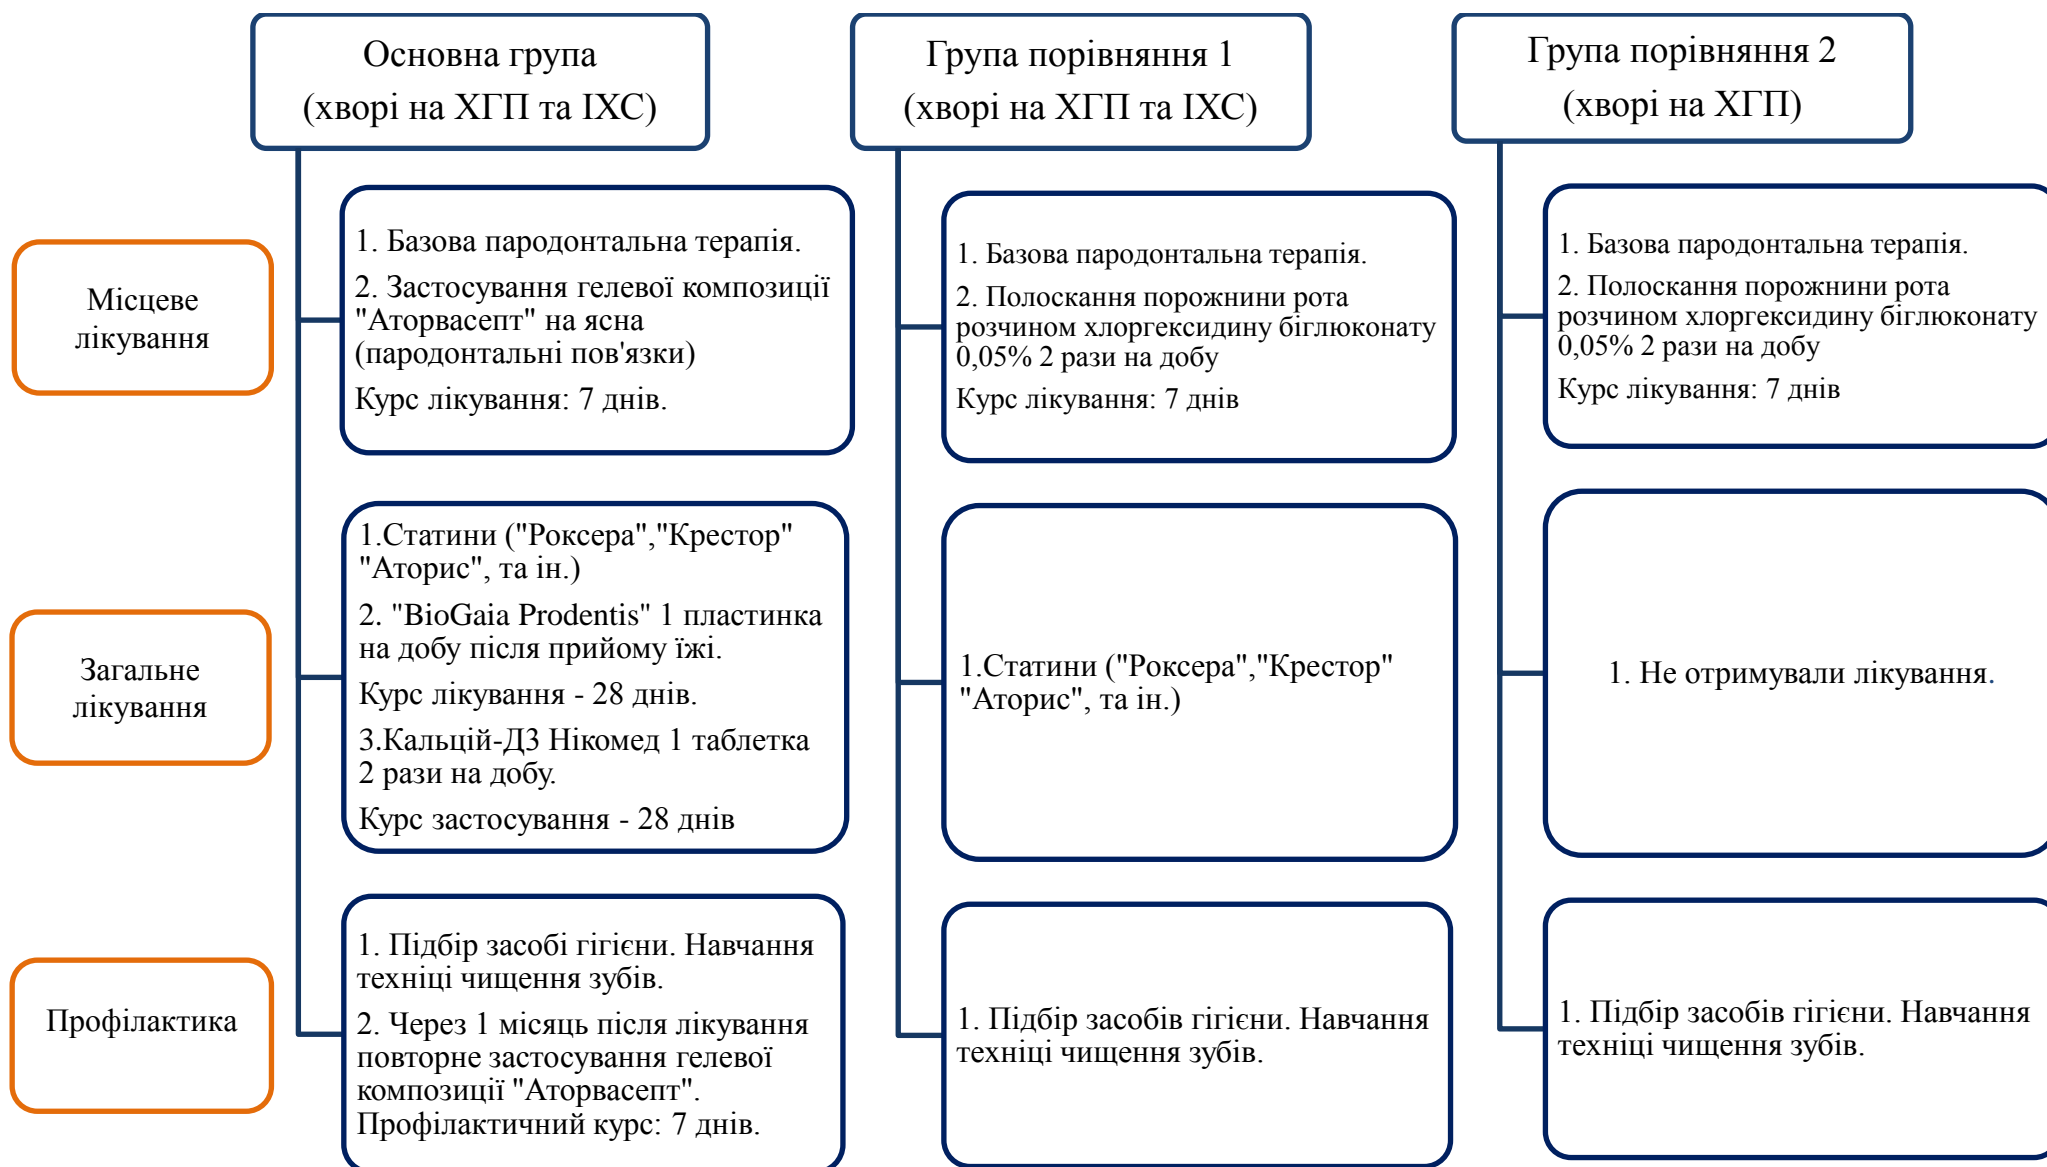 Основна група
(хворі на ХГП та ІХС)
Група порівняння 1
(хворі на ХГП та ІХС)
Група порівняння 2
(хворі на ХГП)
Місцеве
лікування
1. Базова пародонтальна терапія.
2. Застосування гелевої композиції
"Аторвасепт" на ясна
(пародонтальні пов'язки)
Курс лікування: 7 днів.
1. Базова пародонтальна терапія.
2. Полоскання порожнини рота
розчином хлоргексидину біглюконату
0,05% 2 рази на добу
Курс лікування: 7 днів
1. Базова пародонтальна терапія.
2. Полоскання порожнини рота
розчином хлоргексидину біглюконату
0,05% 2 рази на добу
Курс лікування: 7 днів
Загальне
лікування
1.Статини ("Роксера","Крестор"
"Аторис", та ін.)
2. "BioGaia Prodentis" 1 пластинка
на добу після прийому їжі.
Курс лікування - 28 днів.
3.Кальцій-Д3 Нікомед 1 таблетка
2 рази на добу.
Курс застосування - 28 днів
1.Статини ("Роксера","Крестор"
"Аторис", та ін.)
1. Не отримували лікування.
Профілактика
1. Підбір засобі гігієни. Навчання
техніці чищення зубів.
2. Через 1 місяць після лікування
повторне застосування гелевої
композиції "Аторвасепт".
Профілактичний курс: 7 днів.
1. Підбір засобів гігієни. Навчання
техніці чищення зубів.
1. Підбір засобів гігієни. Навчання
техніці чищення зубів.